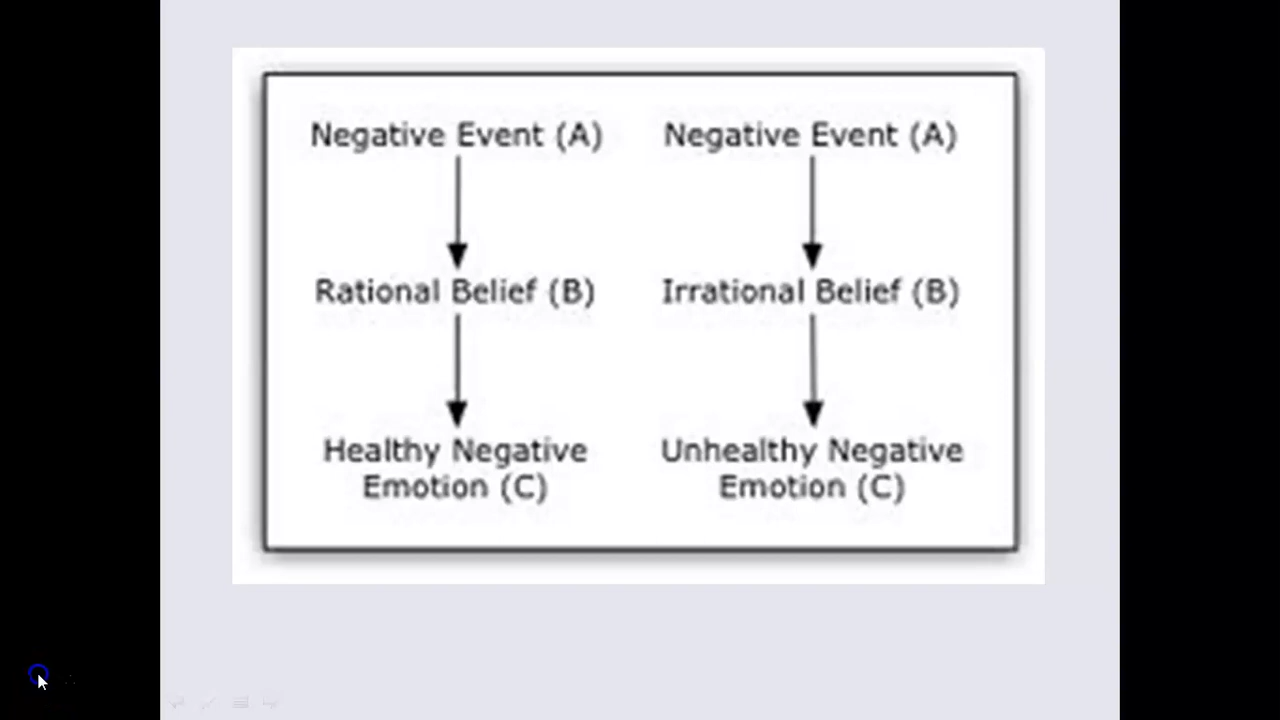 Negative Event (A)
Rational Belief (B)
Healthy Negative
Emotion (C)
Negative Event (A)
Irrational Belief (B)
Unhealthy Negative
Emotion (C)